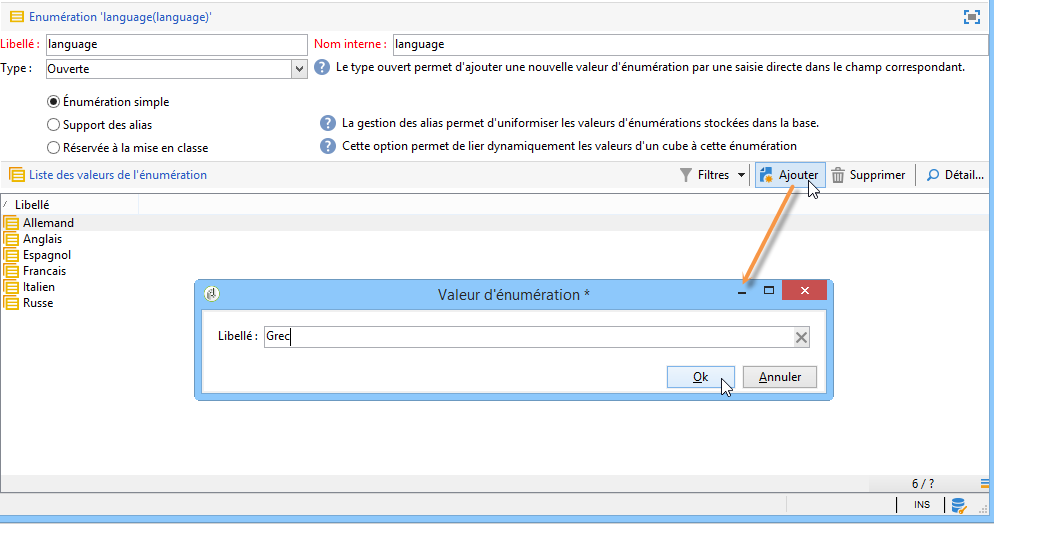 Enumération 'language(language)'
Libellé : language Nom interne : language
Type : Ouverte Le type ouvert permet d'ajouter une nouvelle valeur d'énumération par une saisie directe dans le champ correspondant.
Énumération simple
Support des alias La gestion des alias permet d'uniformiser les valeurs d'énumérations stockées dans la base.
Réservée à la mise en classe Cette option permet de lier dynamiquement les valeurs d'un cube à cette énumération
Liste des valeurs de l'énumération Filtres Ajouter Supprimer Détail...
Libellé
Allemand
Anglais
Espagnol
Francais
Italien
Russe
Valeur d'énumération *
Libellé : Grec
Ok Annuler
6 / ?
INS